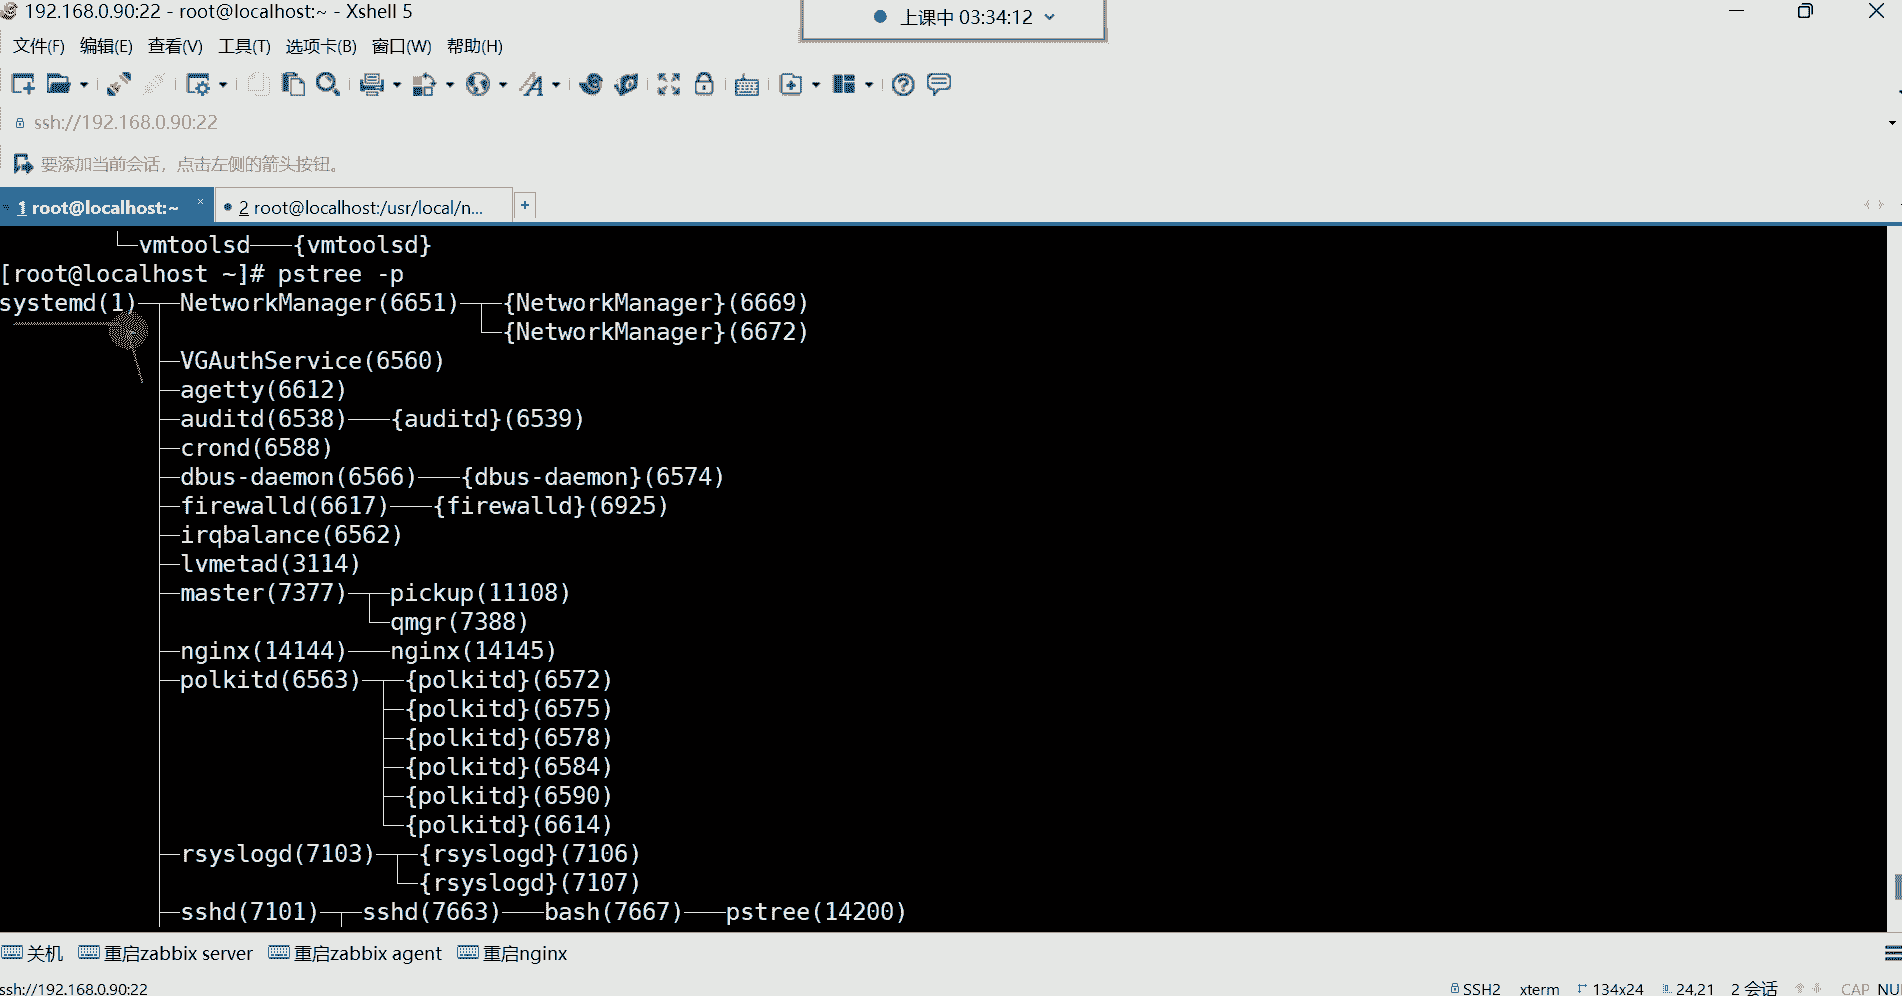 192.168.0.90:22 - root@localhost:~ - Xshell 5
上课中 03:34:12
文件(F) 编辑(E) 查看(V) 工具(T) 选项卡(B) 窗口(W) 帮助(H)
ssh://192.168.0.90:22
要添加当前会话，点击左侧的箭头按钮。
1 root@localhost:~ × 2 root@localhost:/usr/local/n... +
└─vmtoolsd───{vmtoolsd}
[root@localhost ~]# pstree -p
systemd(1)─┬─NetworkManager(6651)─┬─{NetworkManager}(6669)
└─{NetworkManager}(6672)
├─VGAuthService(6560)
├─agetty(6612)
├─auditd(6538)───{auditd}(6539)
├─crond(6588)
├─dbus-daemon(6566)───{dbus-daemon}(6574)
├─firewalld(6617)───{firewalld}(6925)
├─irqbalance(6562)
├─lvmetad(3114)
├─master(7377)─┬─pickup(11108)
└─qmgr(7388)
├─nginx(14144)───nginx(14145)
├─polkitd(6563)─┬─{polkitd}(6572)
├─{polkitd}(6575)
├─{polkitd}(6578)
├─{polkitd}(6584)
├─{polkitd}(6590)
└─{polkitd}(6614)
├─rsyslogd(7103)─┬─{rsyslogd}(7106)
└─{rsyslogd}(7107)
├─sshd(7101)─┬─sshd(7663)───bash(7667)───pstree(14200)
关机 重启zabbix server 重启zabbix agent 重启nginx
ssh://192.168.0.90:22 SSH2 xterm 134x24 24,21 2 会话 CAP NU